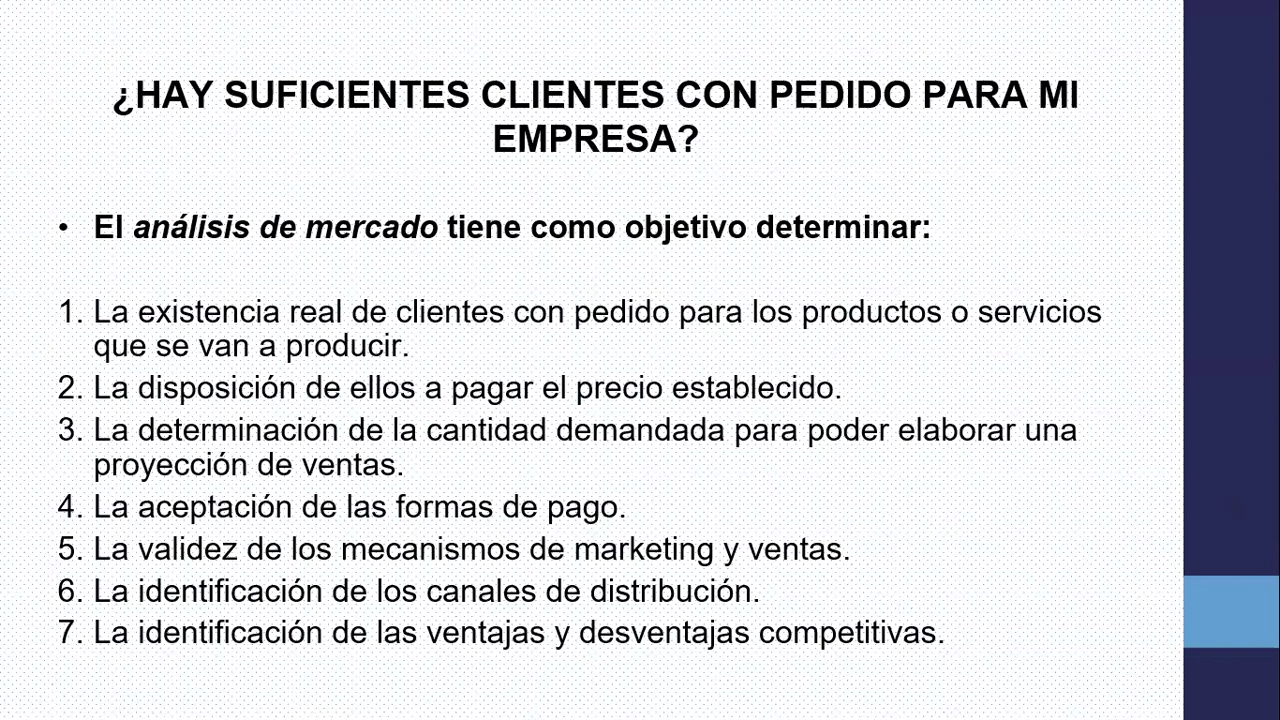 ¿HAY SUFICIENTES CLIENTES CON PEDIDO PARA MI
EMPRESA?
• El análisis de mercado tiene como objetivo determinar:
1. La existencia real de clientes con pedido para los productos o servicios
que se van a producir.
2. La disposición de ellos a pagar el precio establecido.
3. La determinación de la cantidad demandada para poder elaborar una
proyección de ventas.
4. La aceptación de las formas de pago.
5. La validez de los mecanismos de marketing y ventas.
6. La identificación de los canales de distribución.
7. La identificación de las ventajas y desventajas competitivas.